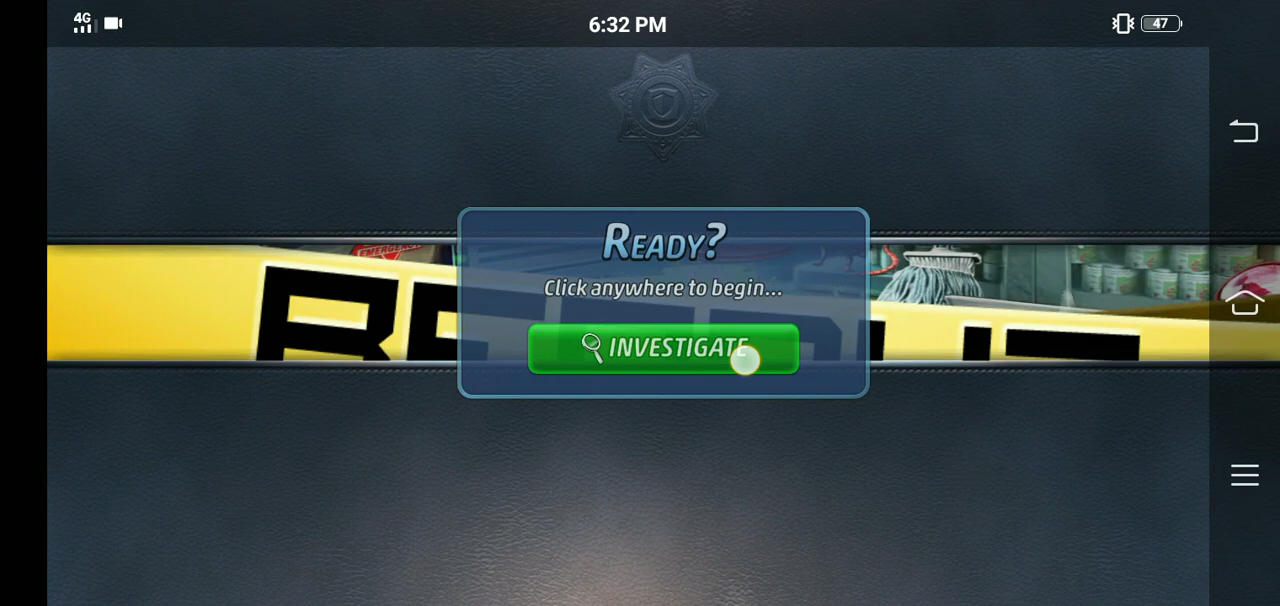 4G
6:32 PM
47
READY?
Click anywhere to begin...
INVESTIGATE